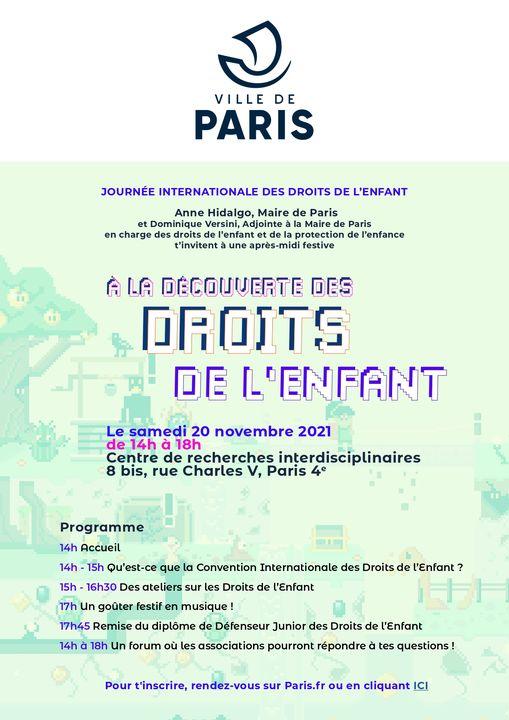 VILLE DE
PARIS
JOURNÉE INTERNATIONALE DES DROITS DE L'ENFANT
Anne Hidalgo, Maire de Paris
et Dominique Versini, Adjointe à la Maire de Paris
en charge des droits de l'enfant et de la protection de l'enfance
t'invitent à une après-midi festive
À LA DÉCOUVERTE DES
DROITS
DE L'ENFANT
Le samedi 20 novembre 2021
de 14h à 18h
Centre de recherches interdisciplinaires
8 bis, rue Charles V, Paris 4e
Programme
14h Accueil
14h - 15h Qu'est-ce que la Convention Internationale des Droits de l'Enfant ?
15h - 16h30 Des ateliers sur les Droits de l'Enfant
17h Un goûter festif en musique !
17h45 Remise du diplôme de Défenseur Junior des Droits de l'Enfant
14h à 18h Un forum où les associations pourront répondre à tes questions !
Pour t'inscrire, rendez-vous sur Paris.fr ou en cliquant ICI